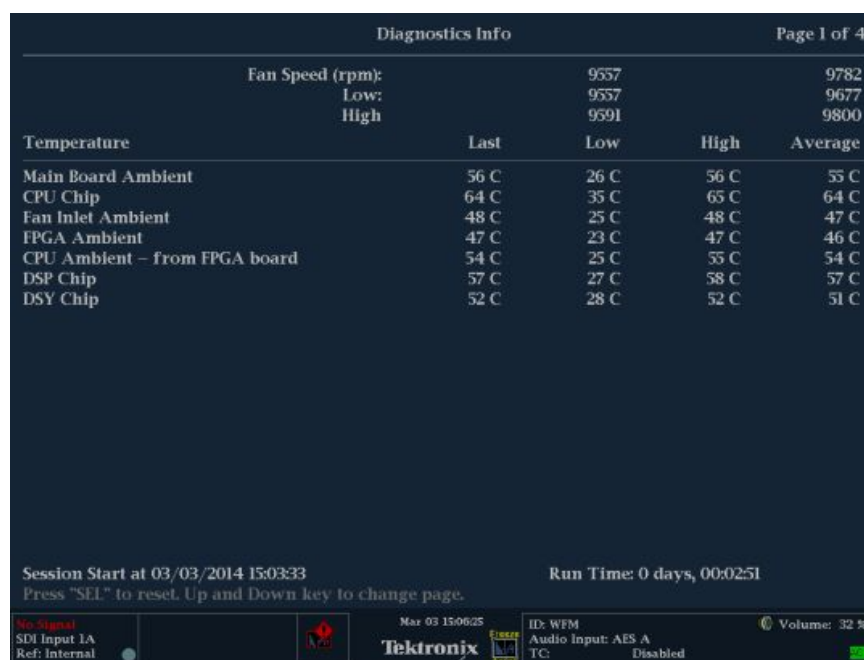 Diagnostics Info Page 1 of 4
Fan Speed (rpm): 9557 9782
Low: 9557 9677
High 9591 9800
Temperature Last Low High Average
Main Board Ambient 56 C 26 C 56 C 55 C
CPU Chip 64 C 35 C 65 C 64 C
Fan Inlet Ambient 48 C 25 C 48 C 47 C
FPGA Ambient 47 C 23 C 47 C 46 C
CPU Ambient – from FPGA board 54 C 25 C 55 C 54 C
DSP Chip 57 C 27 C 58 C 57 C
DSY Chip 52 C 28 C 52 C 51 C
Session Start at 03/03/2014 15:03:33 Run Time: 0 days, 00:02:51
Press "SEL" to reset. Up and Down key to change page.
No Signal Mar 03 15:06:25 ID: WFM Volume: 32 %
SDI Input 1A Tektronix Freeze Audio Input: AES A
Ref: Internal TC: Disabled